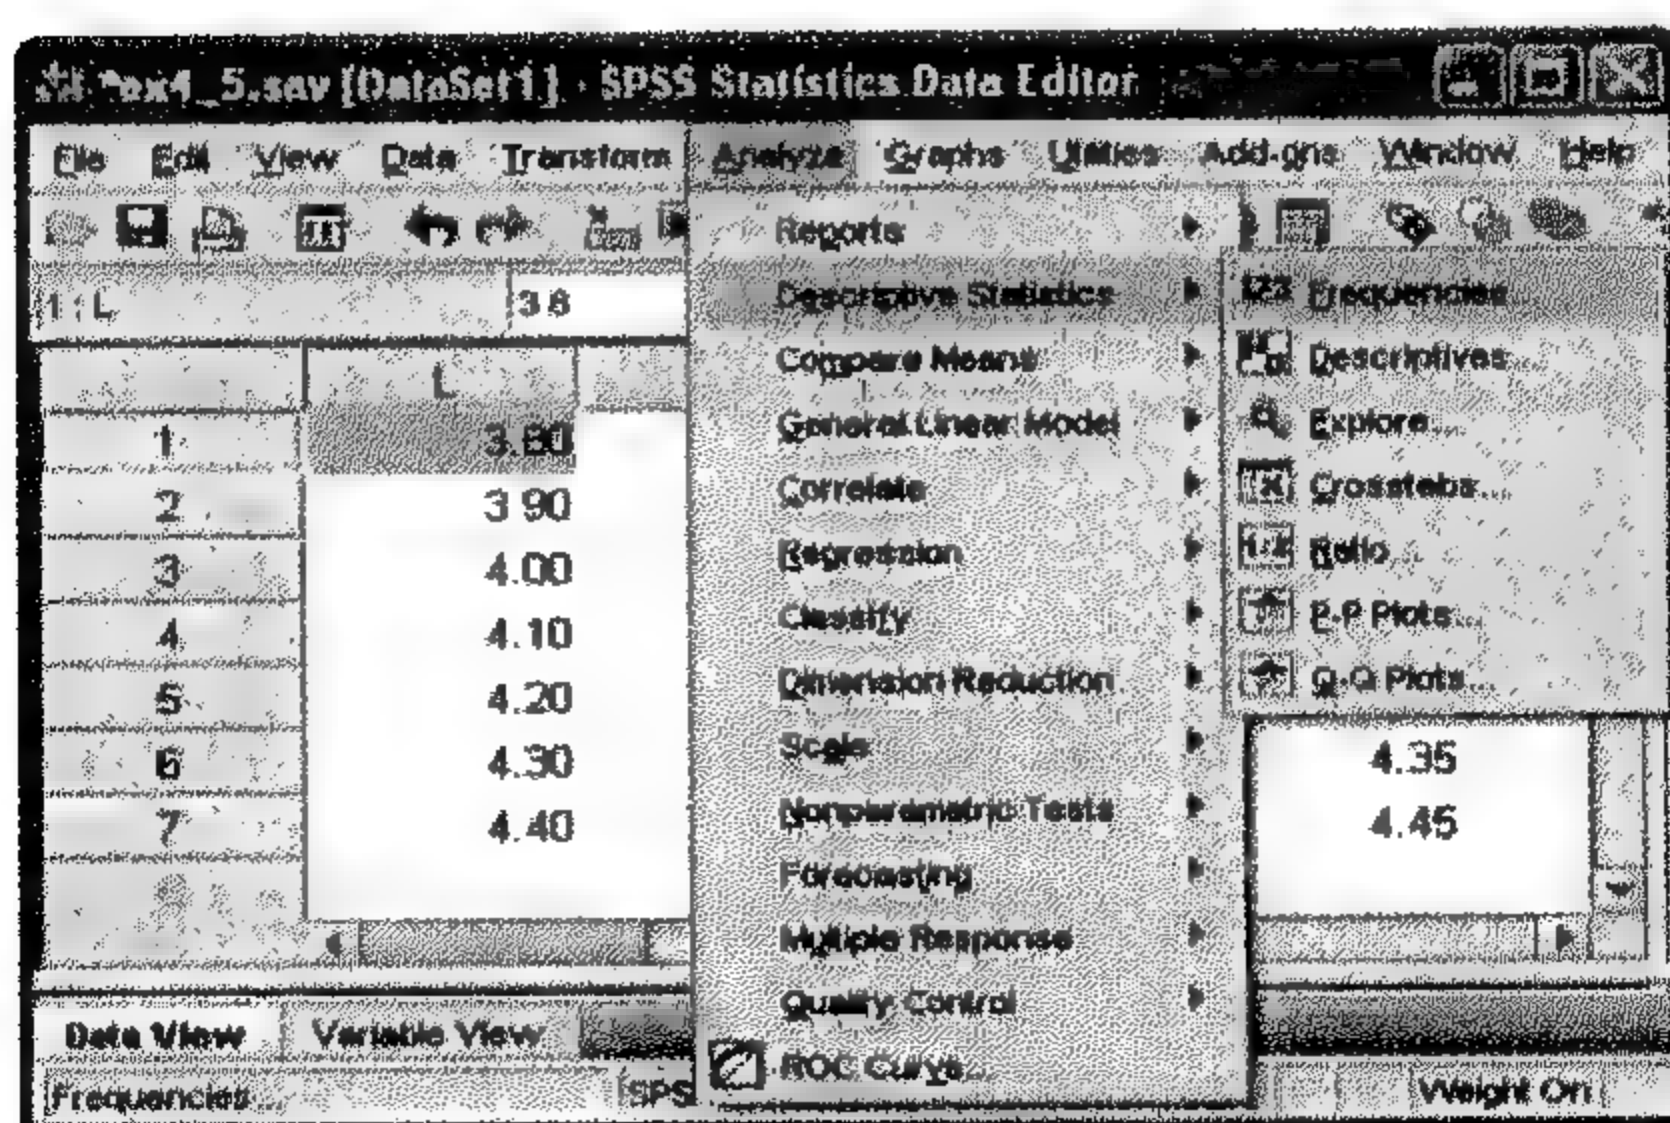 *ex4_5.sav [DataSet1] - SPSS Statistics Data Editor
File Edit View Data Transform Analyze Graphs Utilities Add-ons Window Help
1 : L 3.8
L
1 3.80
2 3.90
3 4.00
4 4.10
5 4.20
6 4.30
7 4.40
Reports
Descriptive Statistics
Compare Means
General Linear Model
Correlate
Regression
Classify
Dimension Reduction
Scale
Nonparametric Tests
Forecasting
Multiple Response
Quality Control
ROC Curve...
Frequencies...
Descriptives...
Explore...
Crosstabs...
Ratio...
P-P Plots...
Q-Q Plots...
4.35
4.45
Data View Variable View
Frequencies... SPS Weight On